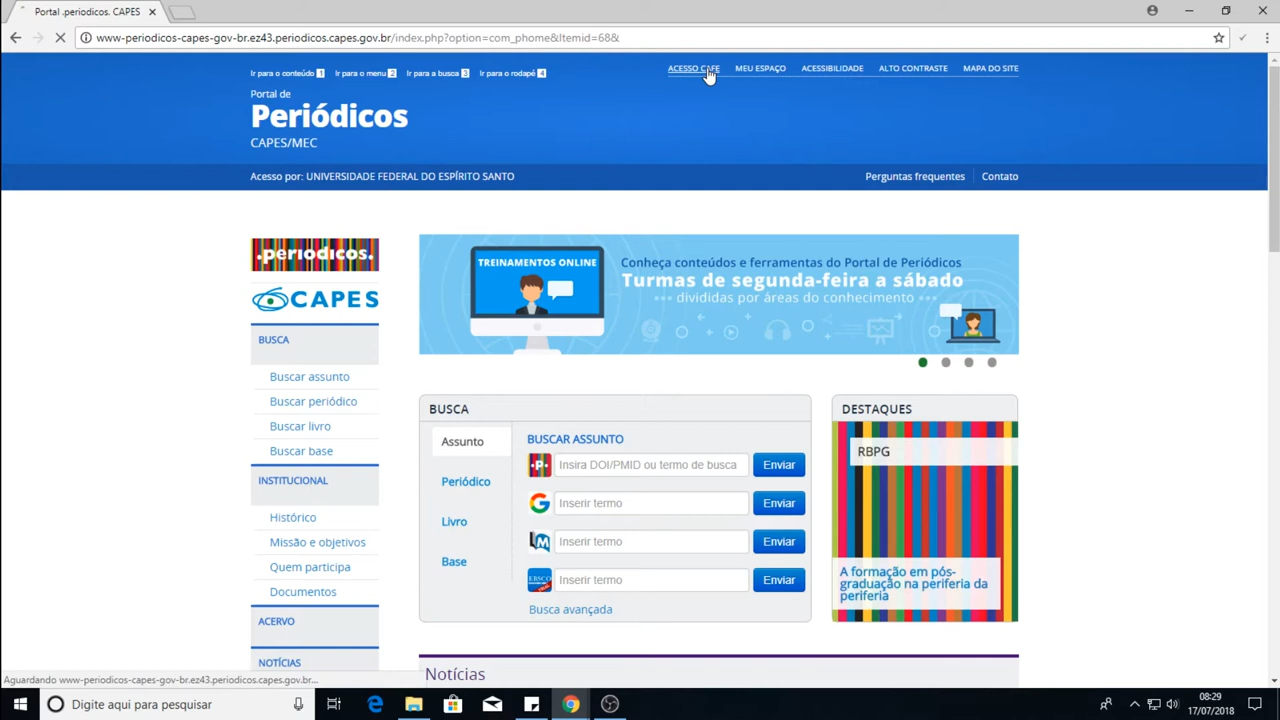 Portal .periodicos. CAPES
www-periodicos-capes-gov-br.ez43.periodicos.capes.gov.br/index.php?option=com_phome&Itemid=68&
Ir para o conteúdo 1 Ir para o menu 2 Ir para a busca 3 Ir para o rodapé 4
ACESSO CAFE MEU ESPAÇO ACESSIBILIDADE ALTO CONTRASTE MAPA DO SITE
Portal de
Periódicos
CAPES/MEC
Acesso por: UNIVERSIDADE FEDERAL DO ESPÍRITO SANTO
Perguntas frequentes Contato
.periodicos.
CAPES
BUSCA
Buscar assunto
Buscar periódico
Buscar livro
Buscar base
INSTITUCIONAL
Histórico
Missão e objetivos
Quem participa
Documentos
ACERVO
NOTÍCIAS
TREINAMENTOS ONLINE
Conheça conteúdos e ferramentas do Portal de Periódicos
Turmas de segunda-feira a sábado
divididas por áreas do conhecimento
BUSCA
Assunto
Periódico
Livro
Base
BUSCAR ASSUNTO
.p. Insira DOI/PMID ou termo de busca Enviar
G Inserir termo Enviar
M Inserir termo Enviar
EBSCO Inserir termo Enviar
Busca avançada
DESTAQUES
RBPG
A formação em pós-
graduação na periferia da
periferia
Notícias
Aguardando www-periodicos-capes-gov-br.ez43.periodicos.capes.gov.br...
Digite aqui para pesquisar
08:29
17/07/2018